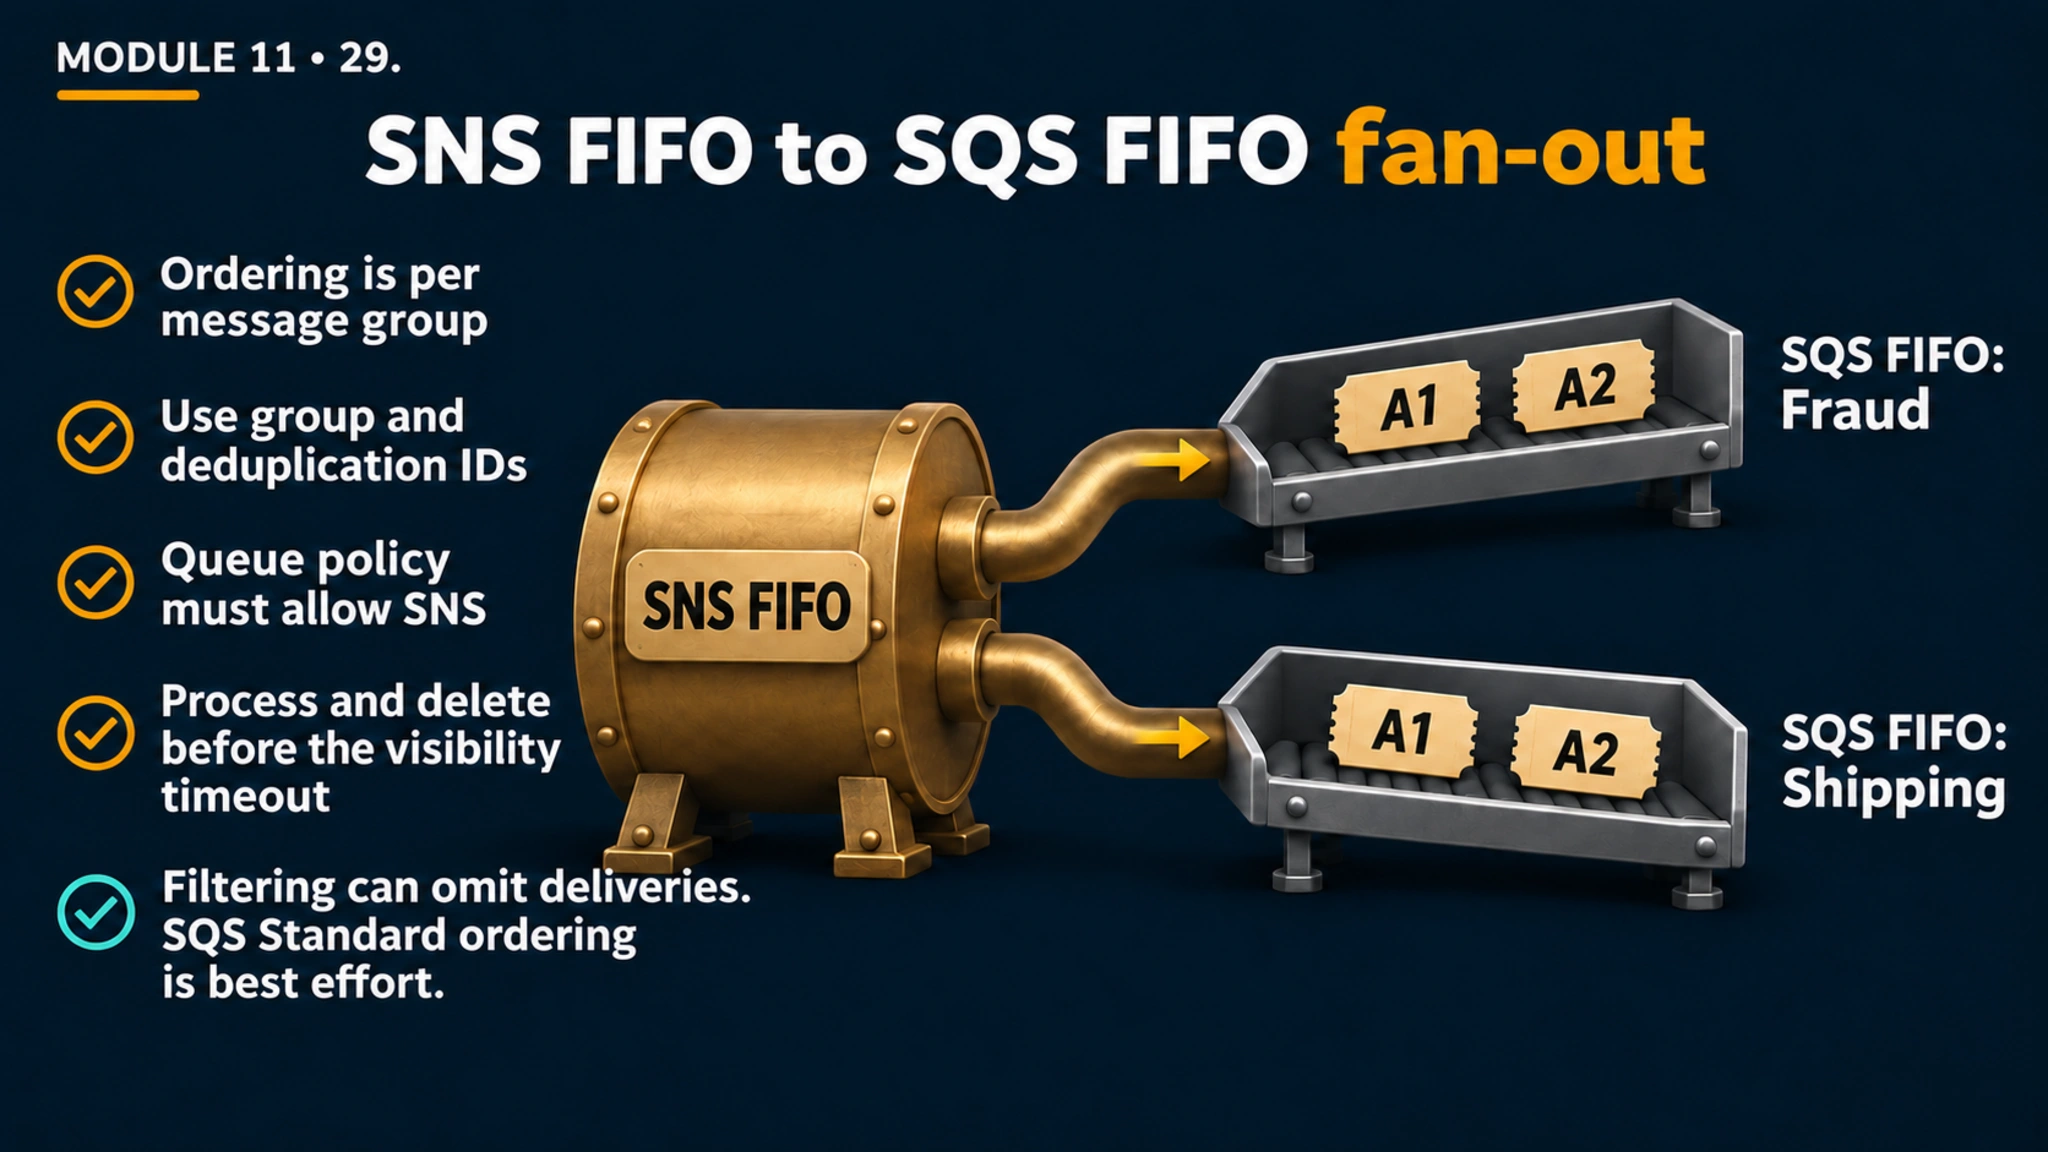 MODULE 11 • 29.
SNS FIFO to SQS FIFO fan-out
Ordering is per
message group
Use group and
deduplication IDs
Queue policy
must allow SNS
Process and delete
before the visibility
timeout
Filtering can omit deliveries.
SQS Standard ordering
is best effort.
SNS FIFO
A1
A2
SQS FIFO:
Fraud
A1
A2
SQS FIFO:
Shipping